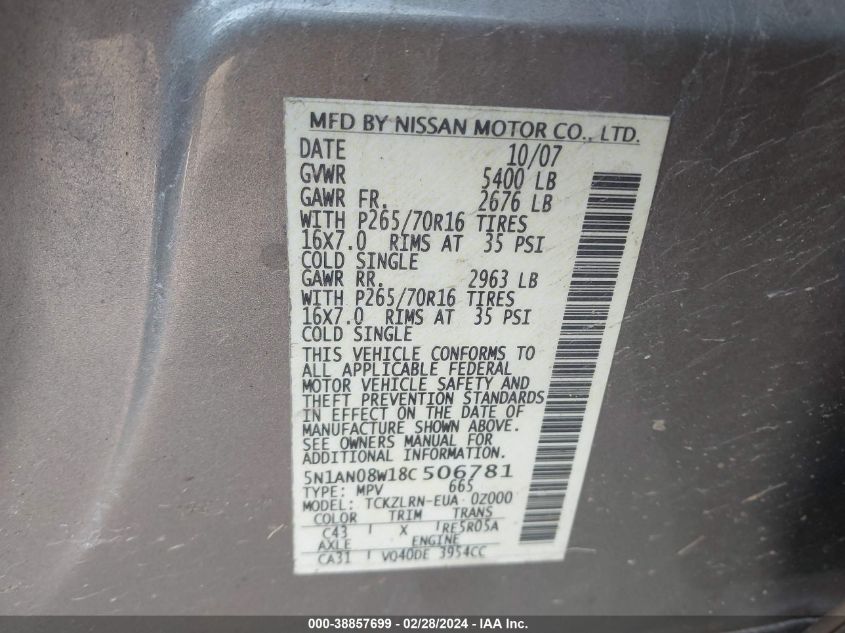 MFD BY NISSAN MOTOR CO., LTD.
DATE 10/07
GVWR 5400 LB
GAWR FR. 2676 LB
WITH P265/70R16 TIRES
16X7.0 RIMS AT 35 PSI
COLD SINGLE
GAWR RR. 2963 LB
WITH P265/70R16 TIRES
16X7.0 RIMS AT 35 PSI
COLD SINGLE
THIS VEHICLE CONFORMS TO
ALL APPLICABLE FEDERAL
MOTOR VEHICLE SAFETY AND
THEFT PREVENTION STANDARDS
IN EFFECT ON THE DATE OF
MANUFACTURE SHOWN ABOVE.
SEE OWNERS MANUAL FOR
ADDITIONAL INFORMATION.
5N1AN08W18C506781
TYPE: MPV 665
MODEL: TCKZLRN-EUA 0Z000
COLOR TRIM TRANS
C43 X RE5R05A
AXLE ENGINE
CA31 VQ40DE 3954CC
000-38857699 - 02/28/2024 - IAA Inc.